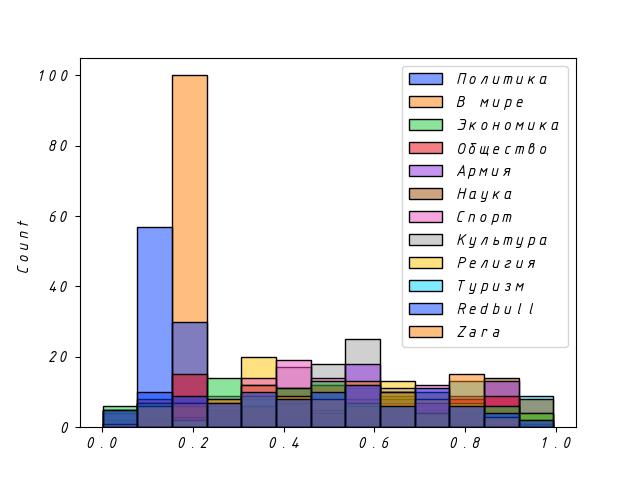 100
80
60
40
20
0
Count
0.0 0.2 0.4 0.6 0.8 1.0
Политика
В мире
Экономика
Общество
Армия
Наука
Спорт
Культура
Религия
Туризм
Redbull
Zara